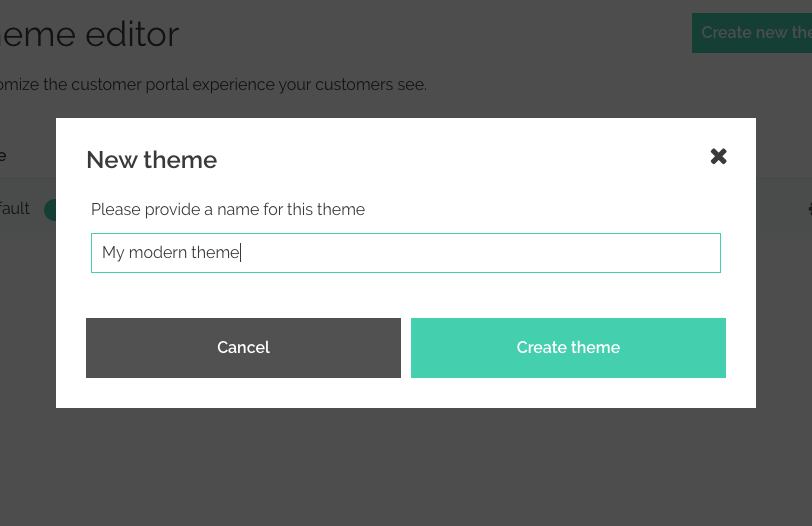 eme editor
Create new the
omize the customer portal experience your customers see.
New theme
e
Please provide a name for this theme
fault
My modern theme
Cancel
Create theme